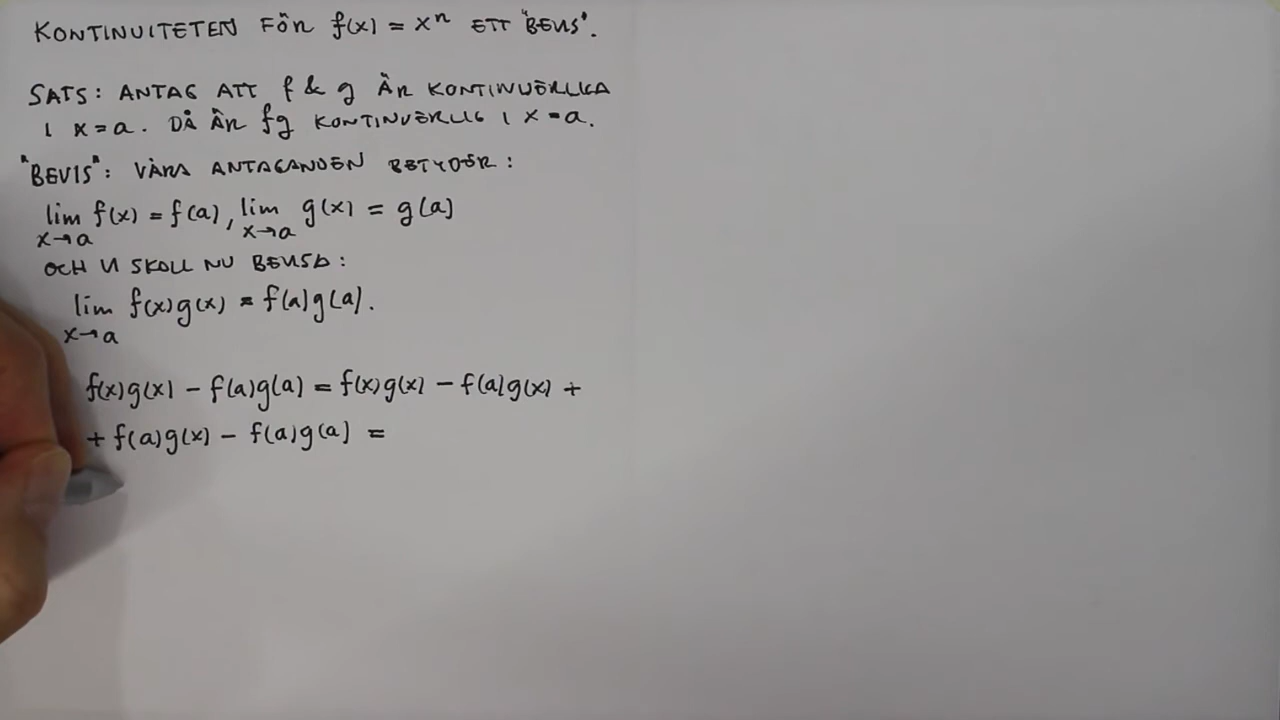 KONTINUITETEN FÖR f(x) = xⁿ ETT "BEVIS".
SATS: ANTAG ATT f & g ÄR KONTINUERLIGA
I x = a. DÅ ÄR fg KONTINUERLIG I x = a.
"BEVIS": VÅRA ANTAGANDEN BETYDER:
lim f(x) = f(a), lim g(x) = g(a)
x→a x→a
OCH VI SKALL NU BEVISA:
lim f(x)g(x) = f(a)g(a).
x→a
f(x)g(x) − f(a)g(a) = f(x)g(x) − f(a)g(x) +
+ f(a)g(x) − f(a)g(a) =